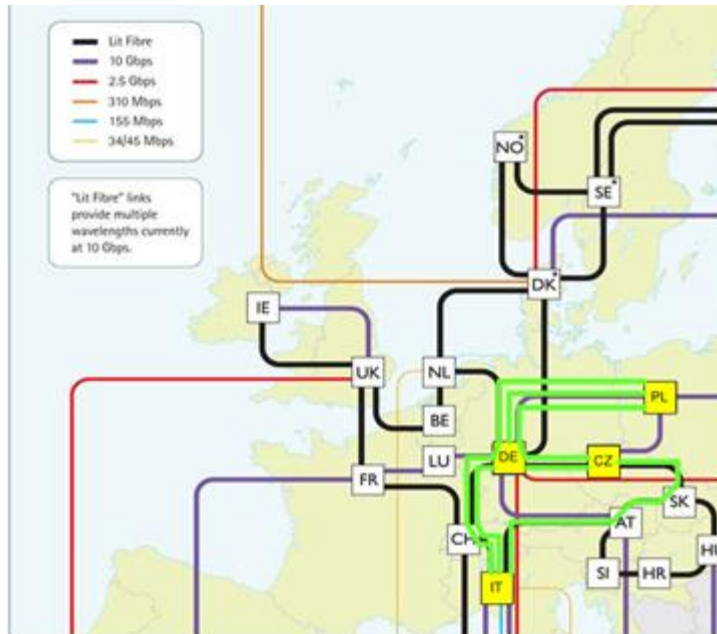 Lit Fibre
10 Gbps
2.5 Gbps
310 Mbps
155 Mbps
34/45 Mbps
"Lit Fibre" links
provide multiple
wavelengths currently
at 10 Gbps.
NO*
SE*
DK*
IE
UK
NL
PL
BE
LU
DE
CZ
FR
SK
AT
CH
HU
SI
HR
IT